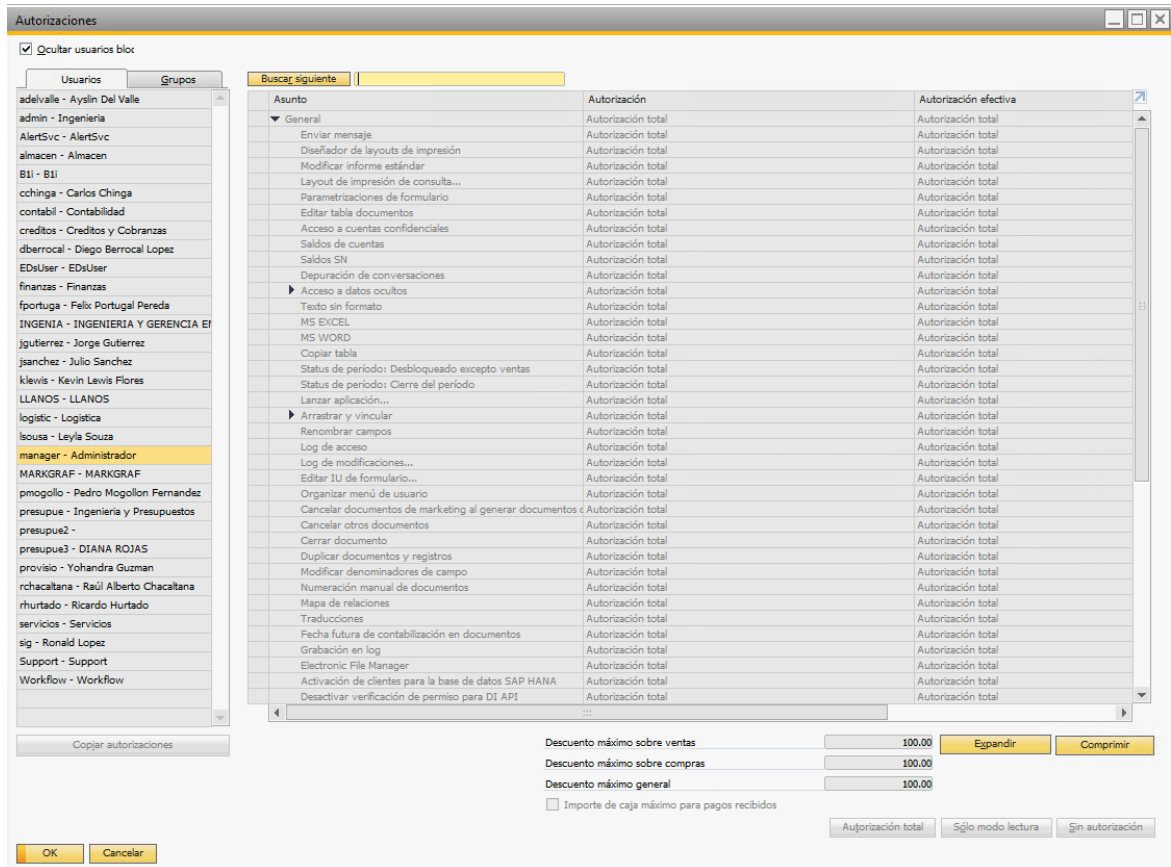 Autorizaciones
Ocultar usuarios bloc
Usuarios Grupos
adelvalle - Ayslin Del Valle
admin - Ingenieria
AlertSvc - AlertSvc
almacen - Almacen
B1i - B1i
cchinga - Carlos Chinga
contabil - Contabilidad
creditos - Creditos y Cobranzas
dberrocal - Diego Berrocal Lopez
EDsUser - EDsUser
finanzas - Finanzas
fportuga - Felix Portugal Pereda
INGENIA - INGENIERIA Y GERENCIA EN
jgutierrez - Jorge Gutierrez
jsanchez - Julio Sanchez
klewis - Kevin Lewis Flores
LLANOS - LLANOS
logistic - Logistica
lsousa - Leyla Souza
manager - Administrador
MARKGRAF - MARKGRAF
pmogollo - Pedro Mogollon Fernandez
presupue - Ingenieria y Presupuestos
presupue2 -
presupue3 - DIANA ROJAS
provisio - Yohandra Guzman
rchacaltana - Raúl Alberto Chacaltana
rhurtado - Ricardo Hurtado
servicios - Servicios
sig - Ronald Lopez
Support - Support
Workflow - Workflow
Copiar autorizaciones
Buscar siguiente
Asunto Autorización Autorización efectiva
General Autorización total Autorización total
Enviar mensaje Autorización total Autorización total
Diseñador de layouts de impresión Autorización total Autorización total
Modificar informe estándar Autorización total Autorización total
Layout de impresión de consulta... Autorización total Autorización total
Parametrizaciones de formulario Autorización total Autorización total
Editar tabla documentos Autorización total Autorización total
Acceso a cuentas confidenciales Autorización total Autorización total
Saldos de cuentas Autorización total Autorización total
Saldos SN Autorización total Autorización total
Depuración de conversaciones Autorización total Autorización total
Acceso a datos ocultos Autorización total Autorización total
Texto sin formato Autorización total Autorización total
MS EXCEL Autorización total Autorización total
MS WORD Autorización total Autorización total
Copiar tabla Autorización total Autorización total
Status de período: Desbloqueado excepto ventas Autorización total Autorización total
Status de período: Cierre del período Autorización total Autorización total
Lanzar aplicación... Autorización total Autorización total
Arrastrar y vincular Autorización total Autorización total
Renombrar campos Autorización total Autorización total
Log de acceso Autorización total Autorización total
Log de modificaciones... Autorización total Autorización total
Editar IU de formulario... Autorización total Autorización total
Organizar menú de usuario Autorización total Autorización total
Cancelar documentos de marketing al generar documentos d Autorización total Autorización total
Cancelar otros documentos Autorización total Autorización total
Cerrar documento Autorización total Autorización total
Duplicar documentos y registros Autorización total Autorización total
Modificar denominadores de campo Autorización total Autorización total
Numeración manual de documentos Autorización total Autorización total
Mapa de relaciones Autorización total Autorización total
Traducciones Autorización total Autorización total
Fecha futura de contabilización en documentos Autorización total Autorización total
Grabación en log Autorización total Autorización total
Electronic File Manager Autorización total Autorización total
Activación de clientes para la base de datos SAP HANA Autorización total Autorización total
Desactivar verificación de permiso para DI API Autorización total Autorización total
Descuento máximo sobre ventas 100.00 Expandir Comprimir
Descuento máximo sobre compras 100.00
Descuento máximo general 100.00
Importe de caja máximo para pagos recibidos
Autorización total Sólo modo lectura Sin autorización
OK Cancelar